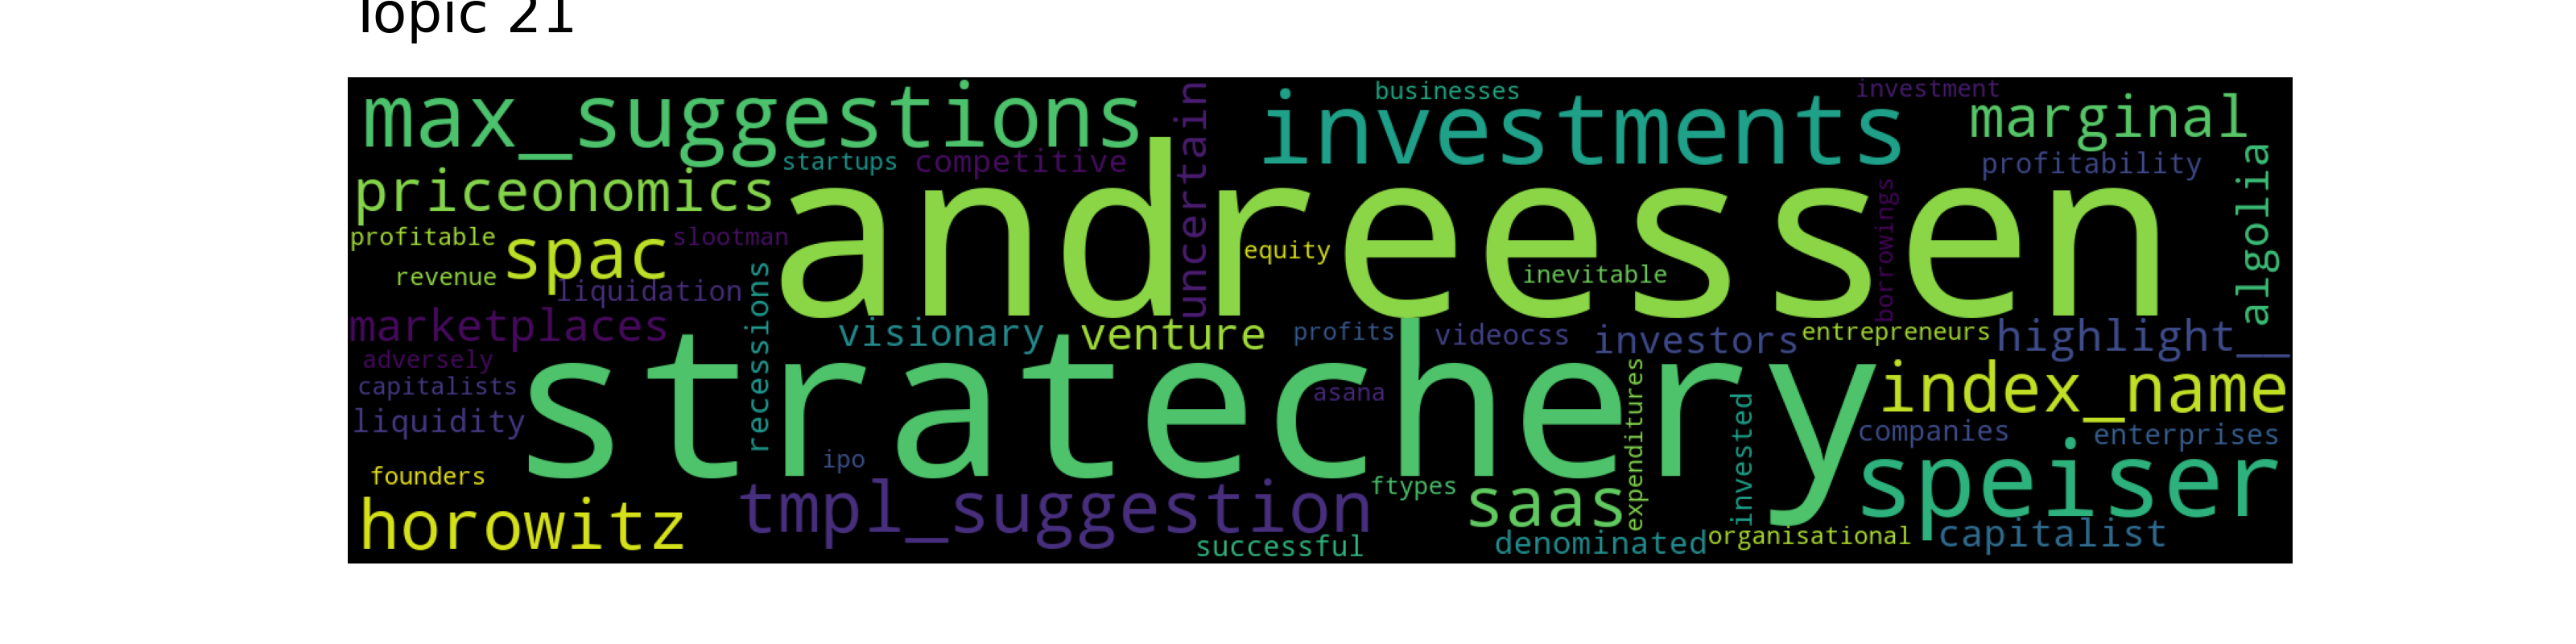 Topic 21
businesses
investment
max_suggestions
investments
marginal
startups
competitive
uncertain
profitability
priceonomics
andreessen
borrowings
algolia
profitable
spac
slootman
equity
revenue
inevitable
liquidation
recessions
marketplaces
visionary
venture
profits
videocss
investors
entrepreneurs
highlight__
adversely
stratechery
capitalists
asana
expenditures
invested
index_name
liquidity
companies
enterprises
ipo
founders
speiser
horowitz
tmpl_suggestion
ftypes
saas
successful
denominated
organisational
capitalist